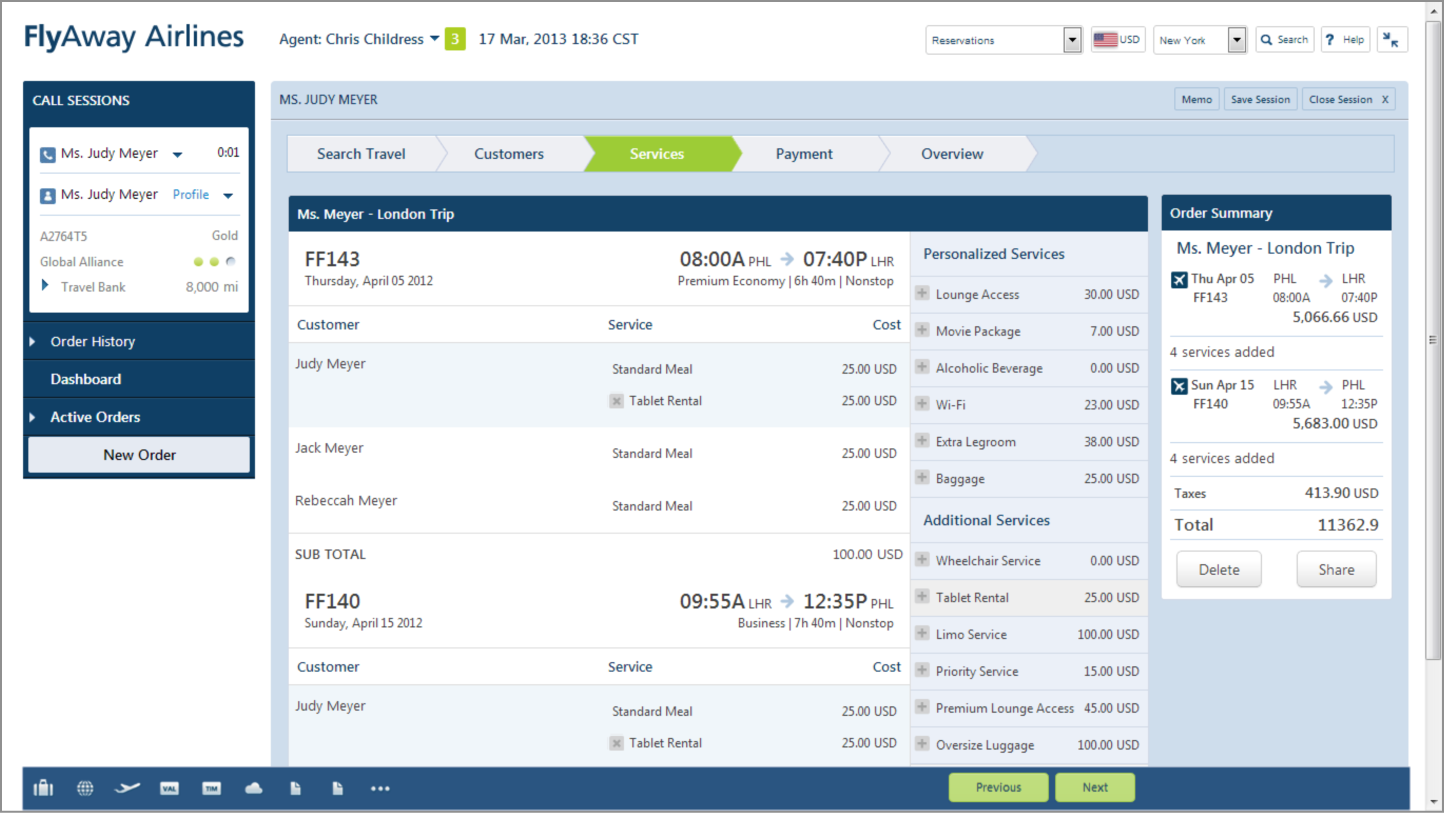 FlyAway Airlines
Agent: Chris Childress 3 17 Mar, 2013 18:36 CST
Reservations USD New York Search ? Help
CALL SESSIONS
Ms. Judy Meyer 0:01
Ms. Judy Meyer Profile
A2764T5 Gold
Global Alliance
Travel Bank 8,000 mi
Order History
Dashboard
Active Orders
New Order
MS. JUDY MEYER
Memo Save Session Close Session X
Search Travel Customers Services Payment Overview
Ms. Meyer - London Trip
FF143 08:00A PHL 07:40P LHR
Thursday, April 05 2012 Premium Economy | 6h 40m | Nonstop
Customer Service Cost
Judy Meyer
Standard Meal 25.00 USD
Tablet Rental 25.00 USD
Jack Meyer
Standard Meal 25.00 USD
Rebeccah Meyer
Standard Meal 25.00 USD
SUB TOTAL 100.00 USD
FF140 09:55A LHR 12:35P PHL
Sunday, April 15 2012 Business | 7h 40m | Nonstop
Customer Service Cost
Judy Meyer
Standard Meal 25.00 USD
Tablet Rental 25.00 USD
Personalized Services
Lounge Access 30.00 USD
Movie Package 7.00 USD
Alcoholic Beverage 0.00 USD
Wi-Fi 23.00 USD
Extra Legroom 38.00 USD
Baggage 25.00 USD
Additional Services
Wheelchair Service 0.00 USD
Tablet Rental 25.00 USD
Limo Service 100.00 USD
Priority Service 15.00 USD
Premium Lounge Access 45.00 USD
Oversize Luggage 100.00 USD
Order Summary
Ms. Meyer - London Trip
Thu Apr 05 PHL LHR
FF143 08:00A 07:40P
5,066.66 USD
4 services added
Sun Apr 15 LHR PHL
FF140 09:55A 12:35P
5,683.00 USD
4 services added
Taxes 413.90 USD
Total 11362.9
Delete Share
VAL TIM
Previous Next